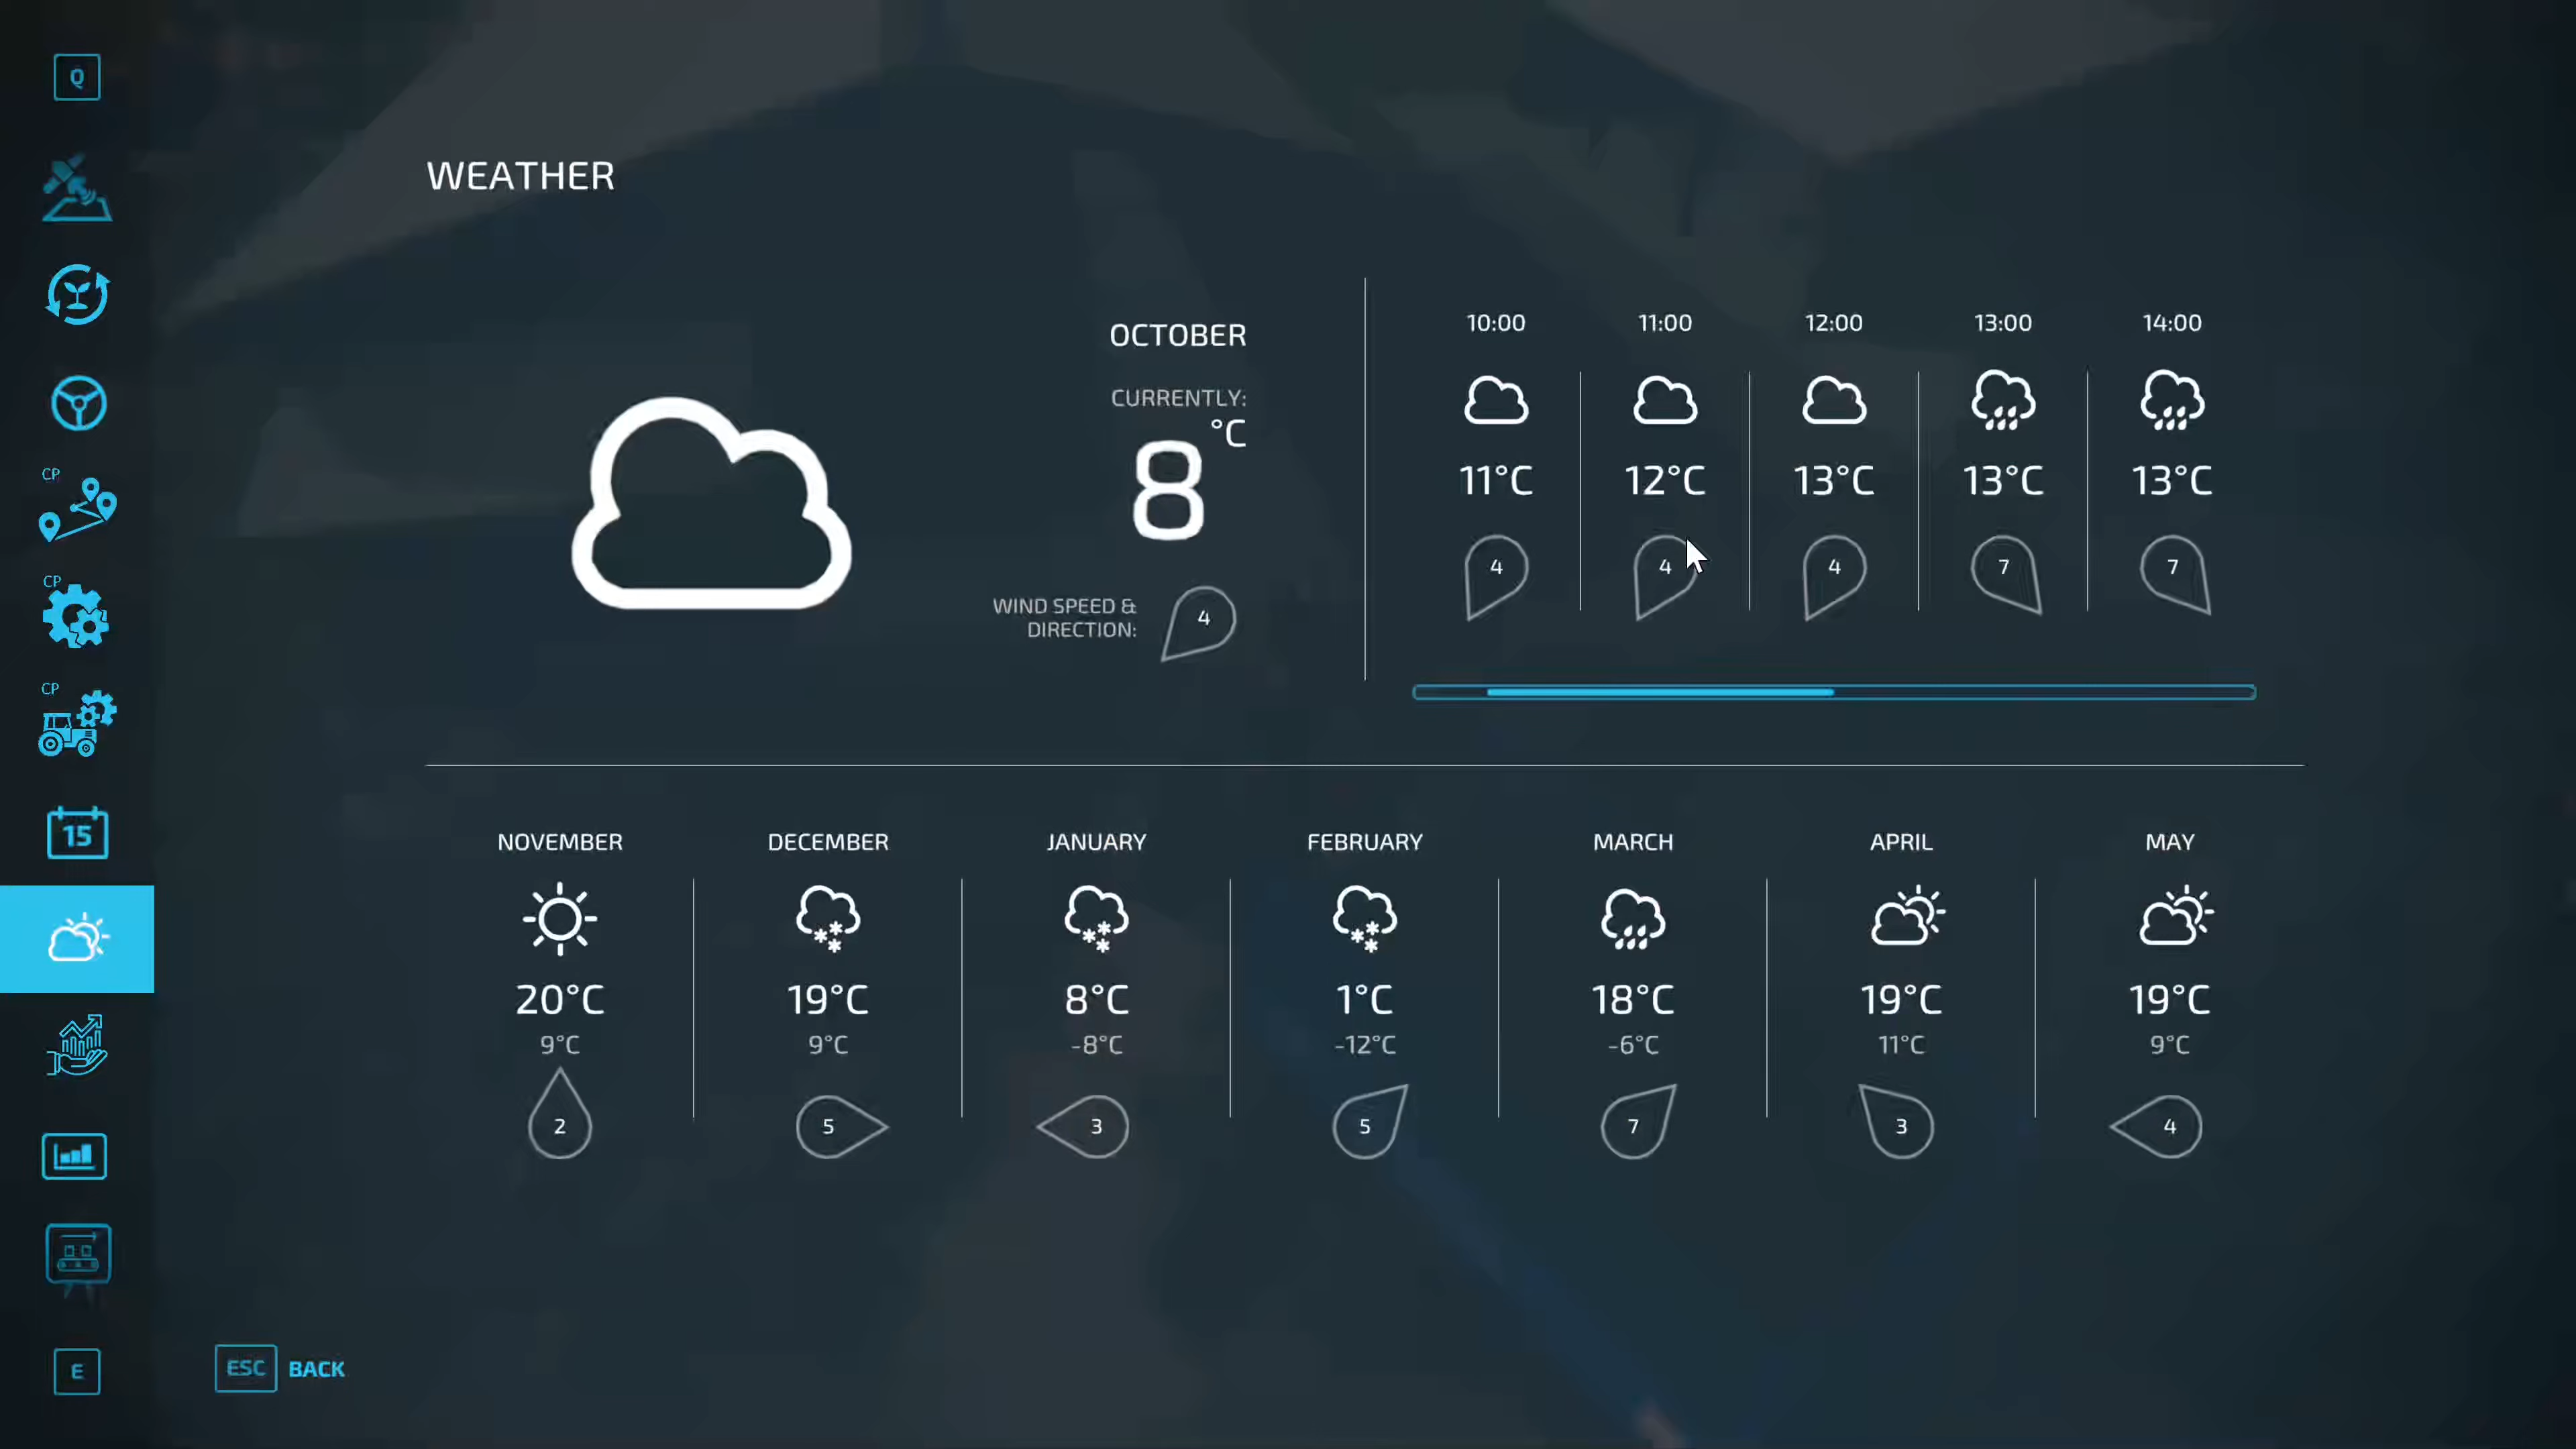 Q
CP
CP
CP
15
E
WEATHER
OCTOBER
CURRENTLY:
8 °C
WIND SPEED &
DIRECTION:
4
10:00 11:00 12:00 13:00 14:00
11°C 12°C 13°C 13°C 13°C
4 4 4 7 7
NOVEMBER DECEMBER JANUARY FEBRUARY MARCH APRIL MAY
20°C 19°C 8°C 1°C 18°C 19°C 19°C
9°C 9°C -8°C -12°C -6°C 11°C 9°C
2 5 3 5 7 3 4
ESC BACK